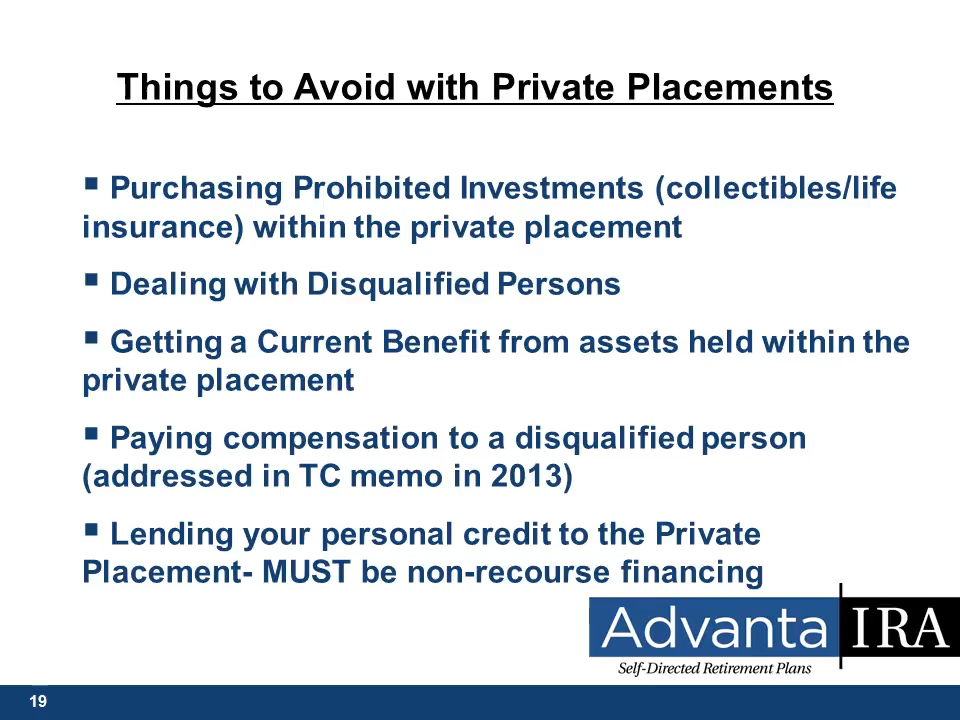 Things to Avoid with Private Placements
▪ Purchasing Prohibited Investments (collectibles/life
insurance) within the private placement
▪ Dealing with Disqualified Persons
▪ Getting a Current Benefit from assets held within the
private placement
▪ Paying compensation to a disqualified person
(addressed in TC memo in 2013)
▪ Lending your personal credit to the Private
Placement- MUST be non-recourse financing
Advanta IRA
Self-Directed Retirement Plans
19